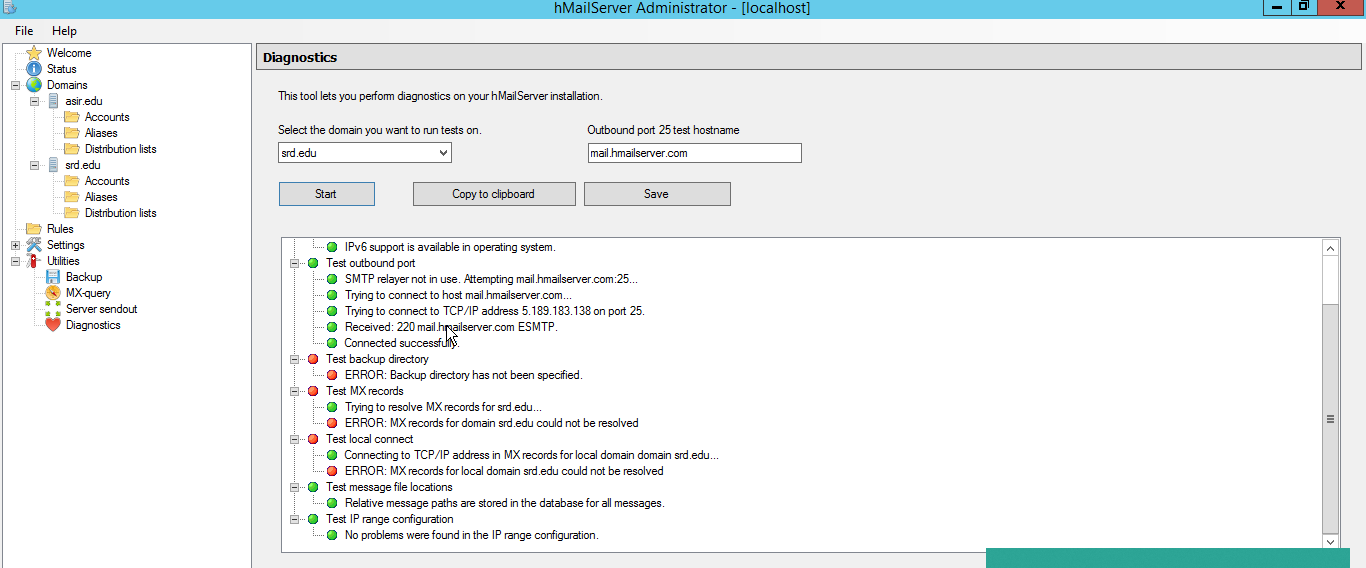 hMailServer Administrator - [localhost]
File Help
Welcome
Status
Domains
asir.edu
Accounts
Aliases
Distribution lists
srd.edu
Accounts
Aliases
Distribution lists
Rules
Settings
Utilities
Backup
MX-query
Server sendout
Diagnostics
Diagnostics
This tool lets you perform diagnostics on your hMailServer installation.
Select the domain you want to run tests on.
Outbound port 25 test hostname
srd.edu
mail.hmailserver.com
Start
Copy to clipboard
Save
IPv6 support is available in operating system.
Test outbound port
SMTP relayer not in use. Attempting mail.hmailserver.com:25...
Trying to connect to host mail.hmailserver.com...
Trying to connect to TCP/IP address 5.189.183.138 on port 25.
Received: 220 mail.hmailserver.com ESMTP.
Connected successfully.
Test backup directory
ERROR: Backup directory has not been specified.
Test MX records
Trying to resolve MX records for srd.edu...
ERROR: MX records for domain srd.edu could not be resolved
Test local connect
Connecting to TCP/IP address in MX records for local domain domain srd.edu...
ERROR: MX records for local domain srd.edu could not be resolved
Test message file locations
Relative message paths are stored in the database for all messages.
Test IP range configuration
No problems were found in the IP range configuration.